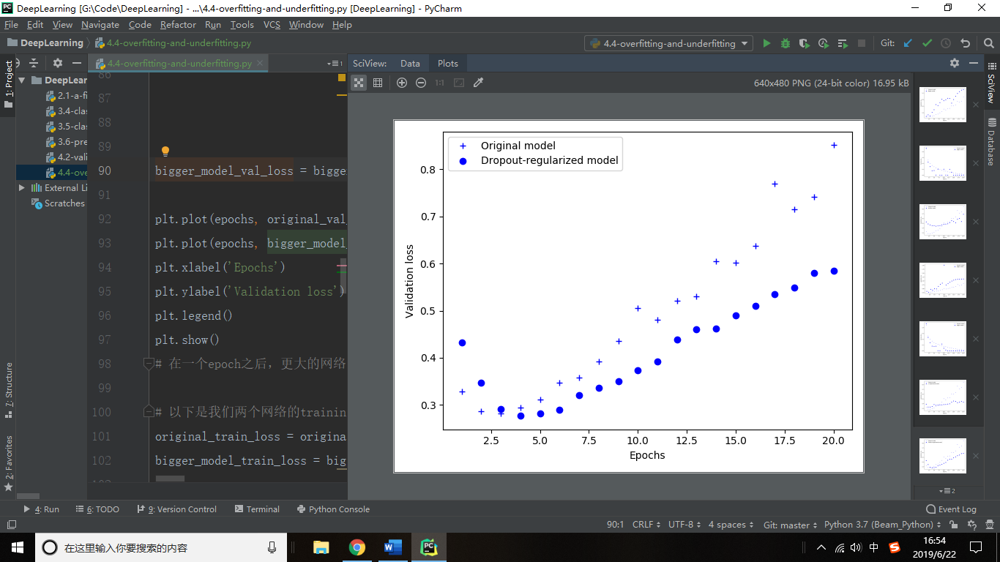 DeepLearning [G:\Code\DeepLearning] - ...\4.4-overfitting-and-underfitting.py [DeepLearning] - PyCharm
File Edit View Navigate Code Refactor Run Tools VCS Window Help
DeepLearning 4.4-overfitting-and-underfitting.py
4.4-overfitting-and-underfitting
Git:
1: Project
4.4-overfitting-and-underfitting.py
1
SciView: Data Plots
1:1
640x480 PNG (24-bit color) 16.95 kB
DeepLear
2.1-a-fi
3.4-clas
3.5-clas
3.6-pre
4.2-vali
4.4-ove
External Li
Scratches
86
87
88
89
90 bigger_model_val_loss = bigge
91
92 plt.plot(epochs, original_val_
93 plt.plot(epochs, bigger_model_
94 plt.xlabel('Epochs')
95 plt.ylabel('Validation loss')
96 plt.legend()
97 plt.show()
98 # 在一个epoch之后，更大的网络
99
100 # 以下是我们两个网络的trainin
101 original_train_loss = origina
102 bigger_model_train_loss = big
Original model
Dropout-regularized model
Validation loss
0.8
0.7
0.6
0.5
0.4
0.3
2.5 5.0 7.5 10.0 12.5 15.0 17.5 20.0
Epochs
SciView
Database
2
7: Structure
2: Favorites
4: Run 6: TODO 9: Version Control Terminal Python Console Event Log
90:1 CRLF UTF-8 4 spaces Git: master Python 3.7 (Beam_Python)
在这里输入你要搜索的内容
中
16:54
2019/6/22